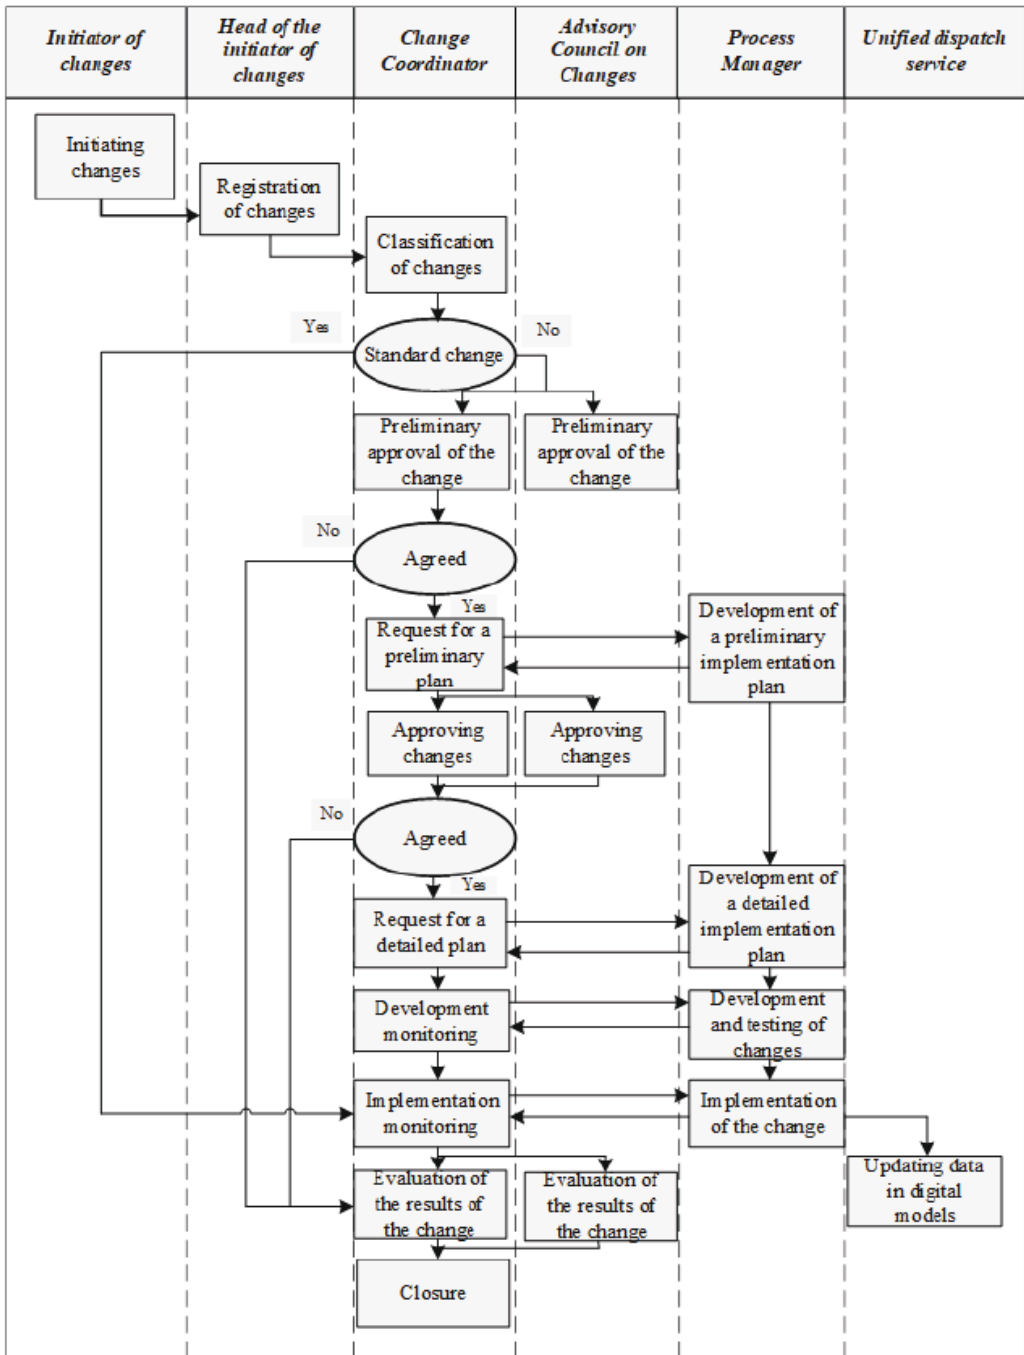 Initiator of
changes
Head of the
initiator of
changes
Change
Coordinator
Advisory
Council on
Changes
Process
Manager
Unified dispatch
service
Initiating
changes
Registration
of changes
Classification
of changes
Yes
No
Standard change
Preliminary
approval of the
change
Preliminary
approval of the
change
No
Agreed
Yes
Request for a
preliminary
plan
Development of
a preliminary
implementation
plan
Approving
changes
Approving
changes
No
Agreed
Yes
Request for a
detailed plan
Development of
a detailed
implementation
plan
Development
monitoring
Development
and testing of
changes
Implementation
monitoring
Implementation
of the change
Evaluation of
the results of
the change
Evaluation of
the results of
the change
Updating data
in digital
models
Closure